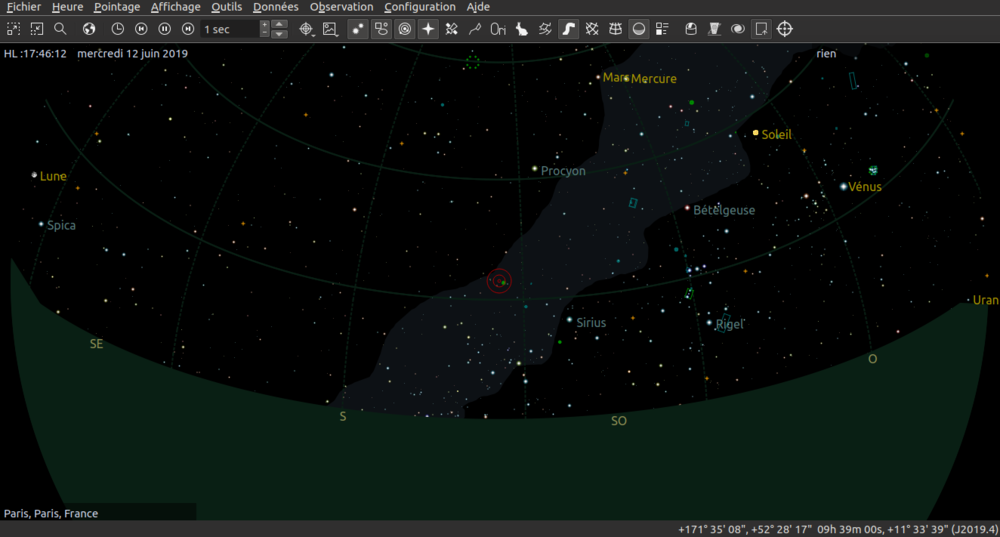 Fichier Heure Pointage Affichage Outils Données Observation Configuration Ajde
1 sec
HL :17:46:12 mercredi 12 juin 2019
rien
Mars Mercure
Soleil
Procyon
Lune
Vénus
Bételgeuse
Spica
Uran
Sirius
Rigel
SE
O
S
SO
Paris, Paris, France
+171° 35' 08", +52° 28' 17" 09h 39m 00s, +11° 33' 39" (J2019.4)